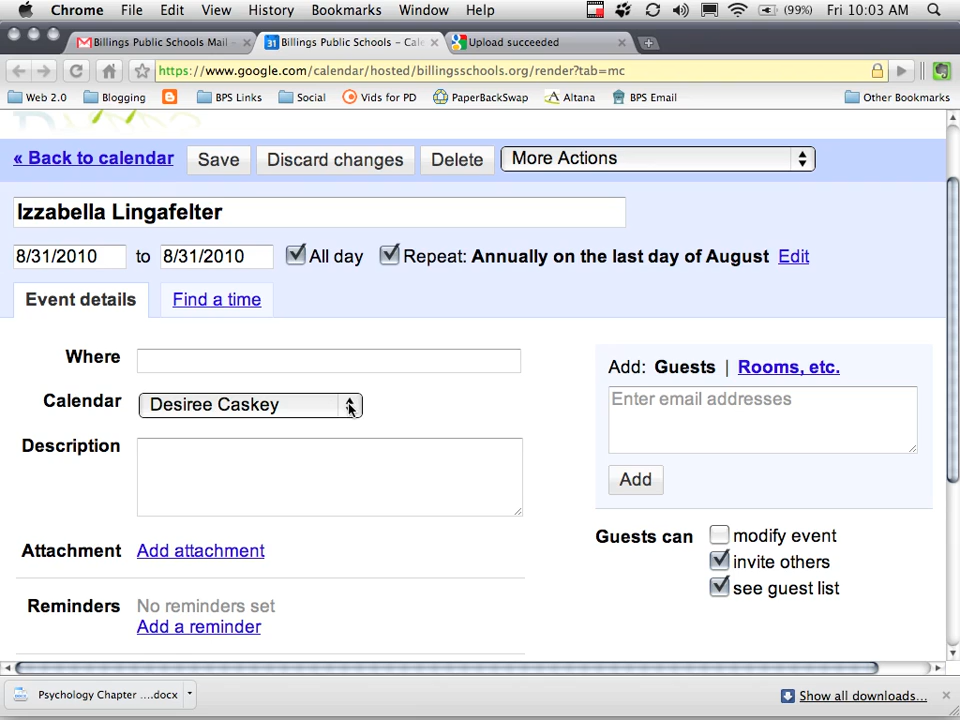 Chrome File Edit View History Bookmarks Window Help (99%) Fri 10:03 AM
Billings Public Schools Mail - Billings Public Schools – Cale Upload succeeded
https://www.google.com/calendar/hosted/billingsschools.org/render?tab=mc
Web 2.0 Blogging BPS Links Social Vids for PD PaperBackSwap Altana BPS Email Other Bookmarks
« Back to calendar Save Discard changes Delete More Actions
Izzabella Lingafelter
8/31/2010 to 8/31/2010 All day Repeat: Annually on the last day of August Edit
Event details Find a time
Where
Add: Guests | Rooms, etc.
Calendar Desiree Caskey
Enter email addresses
Description
Add
Guests can modify event
Attachment Add attachment
invite others
see guest list
Reminders No reminders set
Add a reminder
Psychology Chapter ....docx Show all downloads...